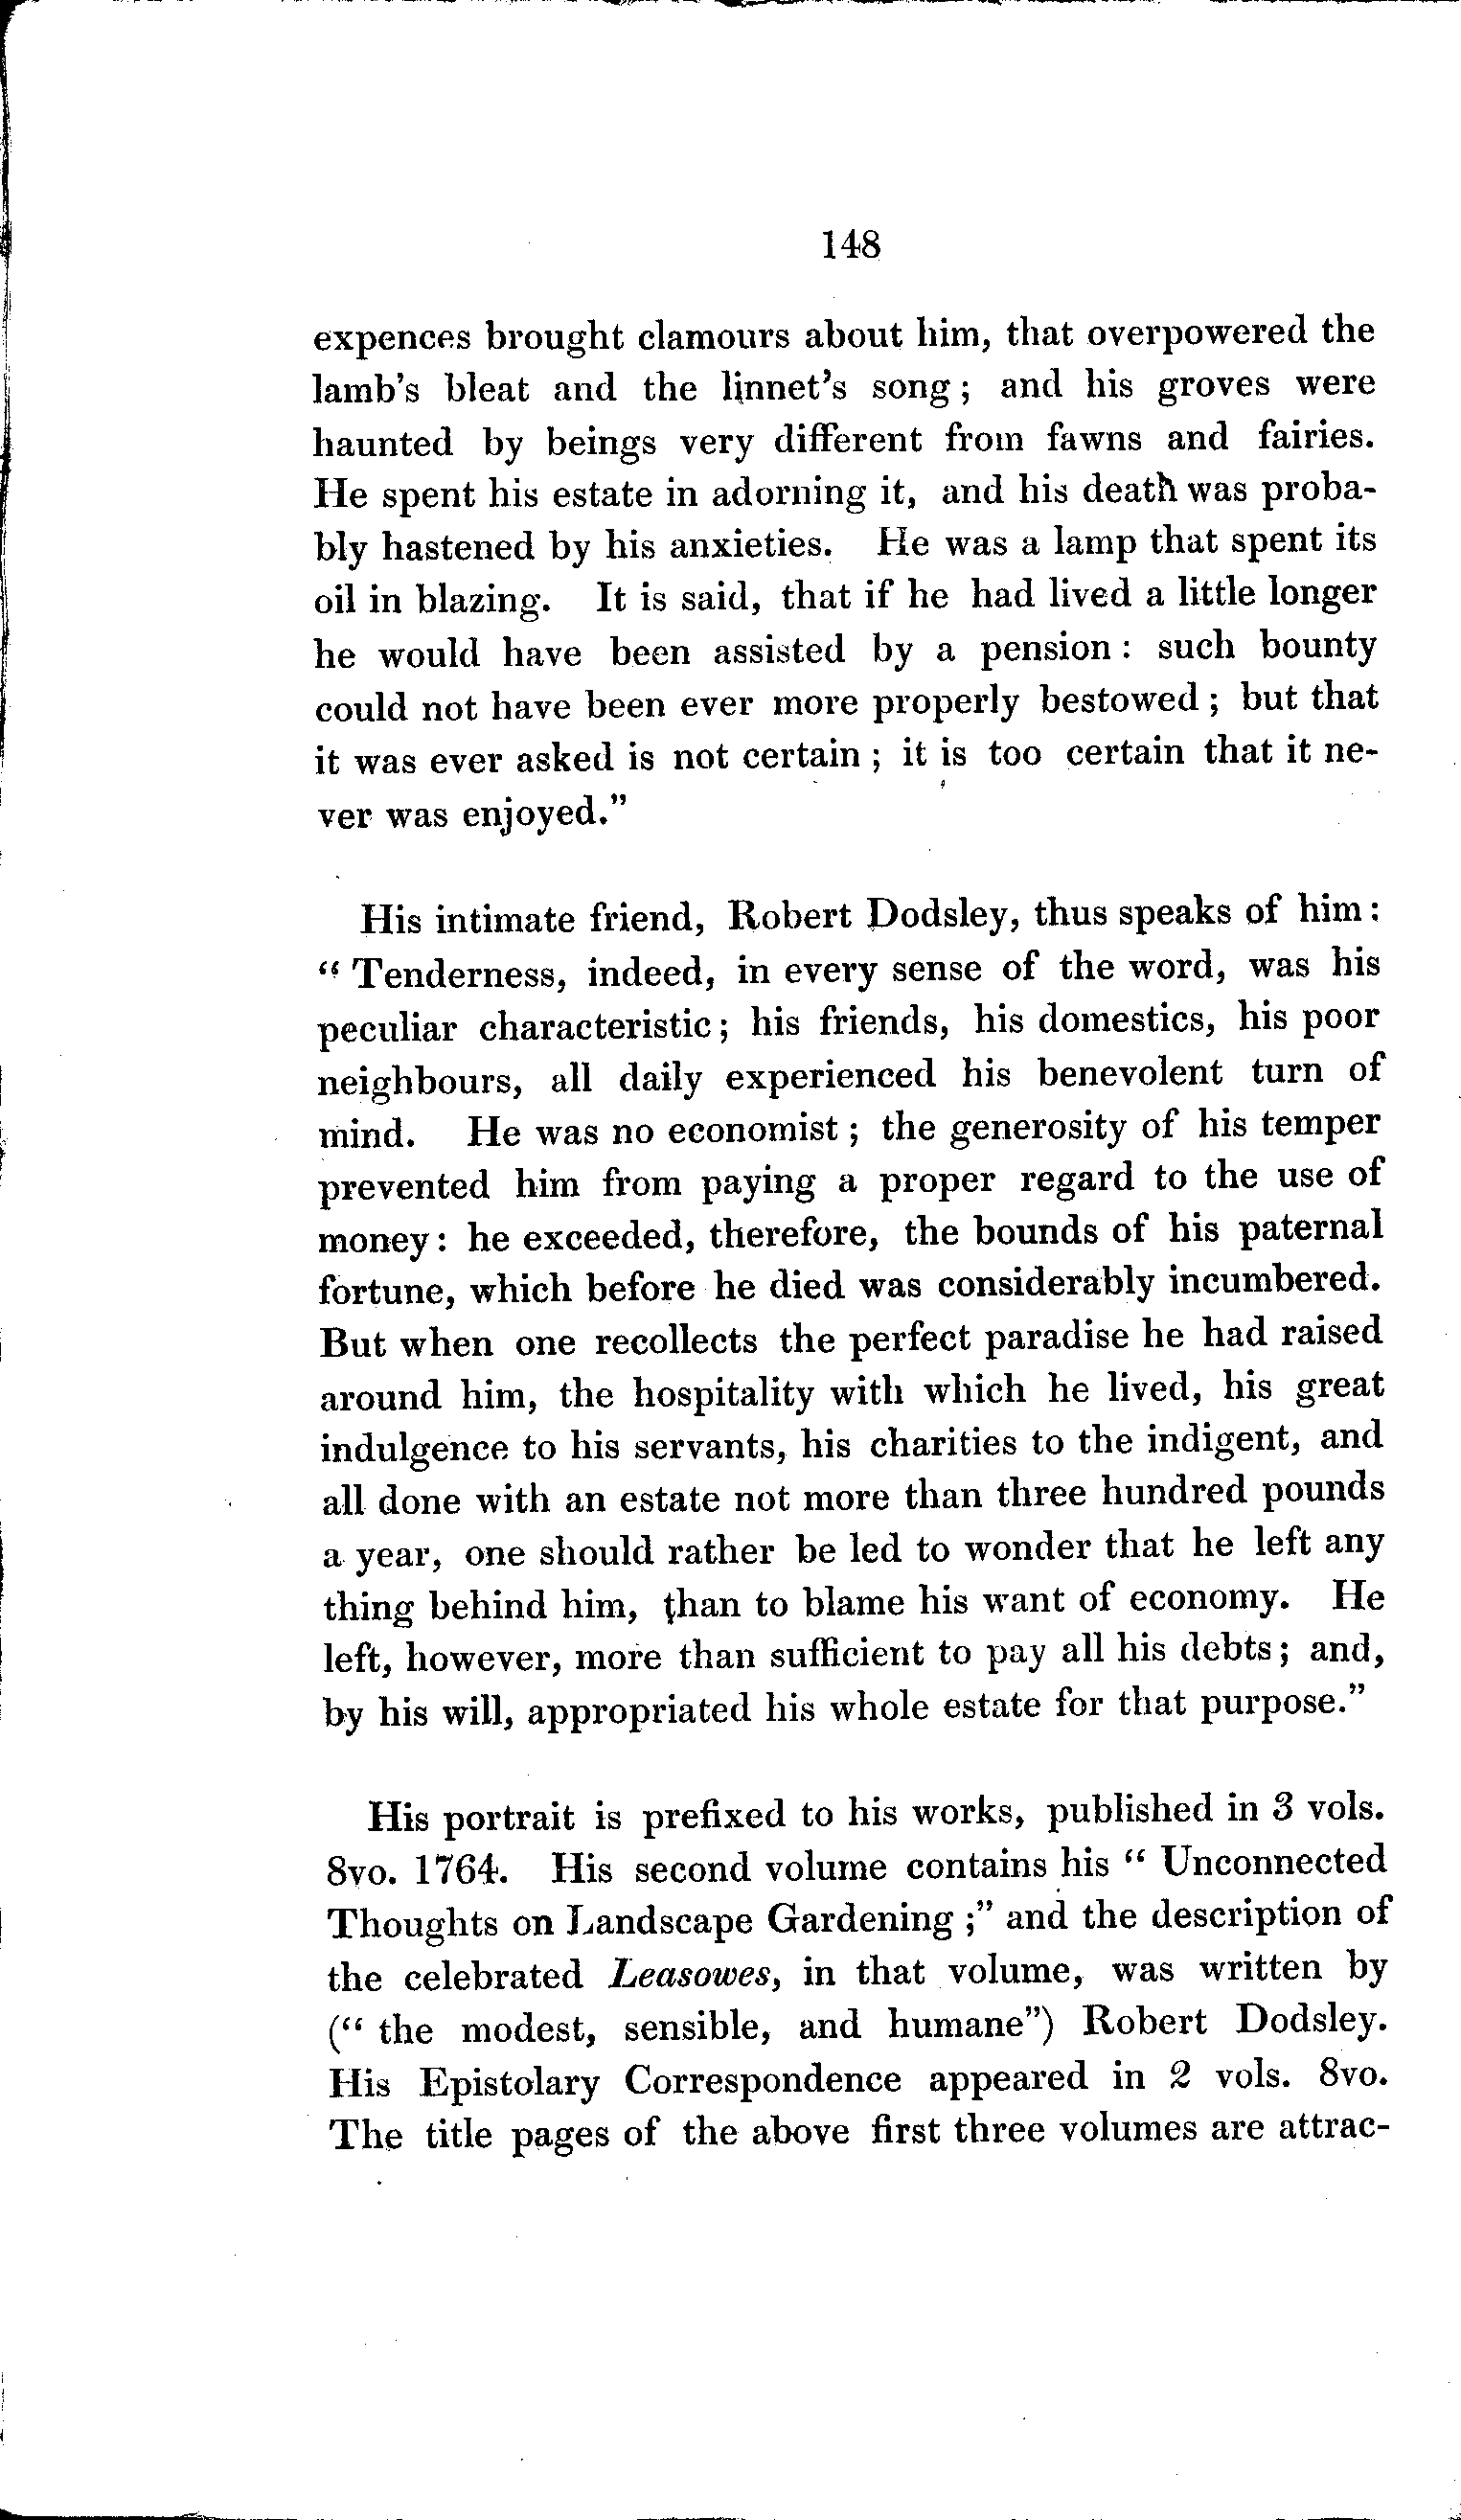 148
expences brought clamours about him, that overpowered the
lamb's bleat and the linnet's song; and his groves were
haunted by beings very different from fawns and fairies.
He spent his estate in adorning it, and his death was proba-
bly hastened by his anxieties. He was a lamp that spent its
oil in blazing. It is said, that if he had lived a little longer
he would have been assisted by a pension: such bounty
could not have been ever more properly bestowed; but that
it was ever asked is not certain; it is too certain that it ne-
ver was enjoyed."
His intimate friend, Robert Dodsley, thus speaks of him:
" Tenderness, indeed, in every sense of the word, was his
peculiar characteristic; his friends, his domestics, his poor
neighbours, all daily experienced his benevolent turn of
mind. He was no economist; the generosity of his temper
prevented him from paying a proper regard to the use of
money: he exceeded, therefore, the bounds of his paternal
fortune, which before he died was considerably incumbered.
But when one recollects the perfect paradise he had raised
around him, the hospitality with which he lived, his great
indulgence to his servants, his charities to the indigent, and
all done with an estate not more than three hundred pounds
a year, one should rather be led to wonder that he left any
thing behind him, than to blame his want of economy. He
left, however, more than sufficient to pay all his debts; and,
by his will, appropriated his whole estate for that purpose."
His portrait is prefixed to his works, published in 3 vols.
8vo. 1764. His second volume contains his " Unconnected
Thoughts on Landscape Gardening ;" and the description of
the celebrated Leasowes, in that volume, was written by
(" the modest, sensible, and humane") Robert Dodsley.
His Epistolary Correspondence appeared in 2 vols. 8vo.
The title pages of the above first three volumes are attrac-